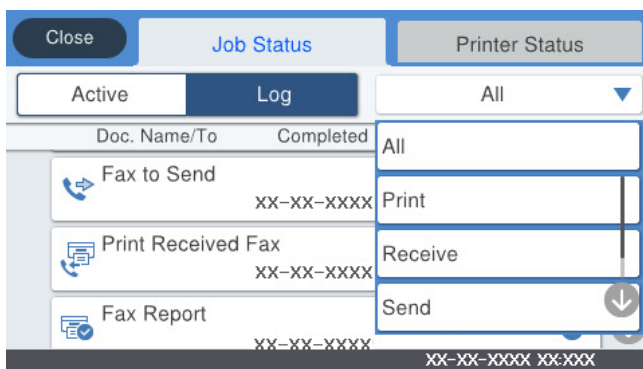 Close
Job Status
Printer Status
Active
Log
All
Doc. Name/To
Completed
All
Fax to Send
XX-XX-XXXX
Print
Print Received Fax
XX-XX-XXXX
Receive
Fax Report
XX-XX-XXXX
Send
XX-XX-XXXX XX:XXX